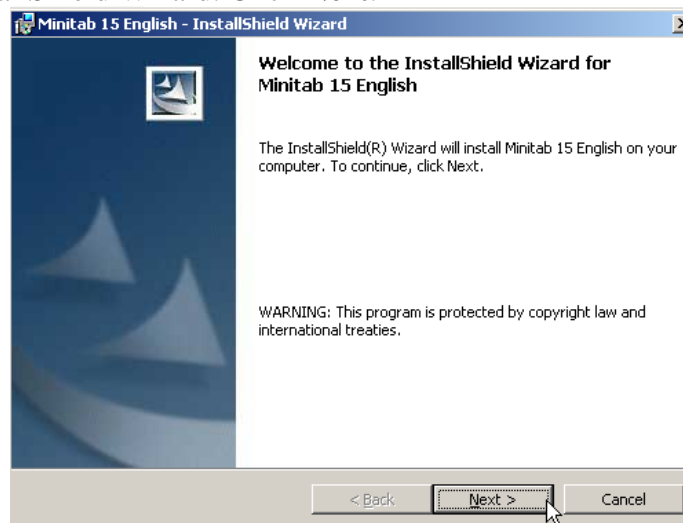 Minitab 15 English - InstallShield Wizard
Welcome to the InstallShield Wizard for
Minitab 15 English
The InstallShield(R) Wizard will install Minitab 15 English on your
computer. To continue, click Next.
WARNING: This program is protected by copyright law and
international treaties.
< Back
Next >
Cancel